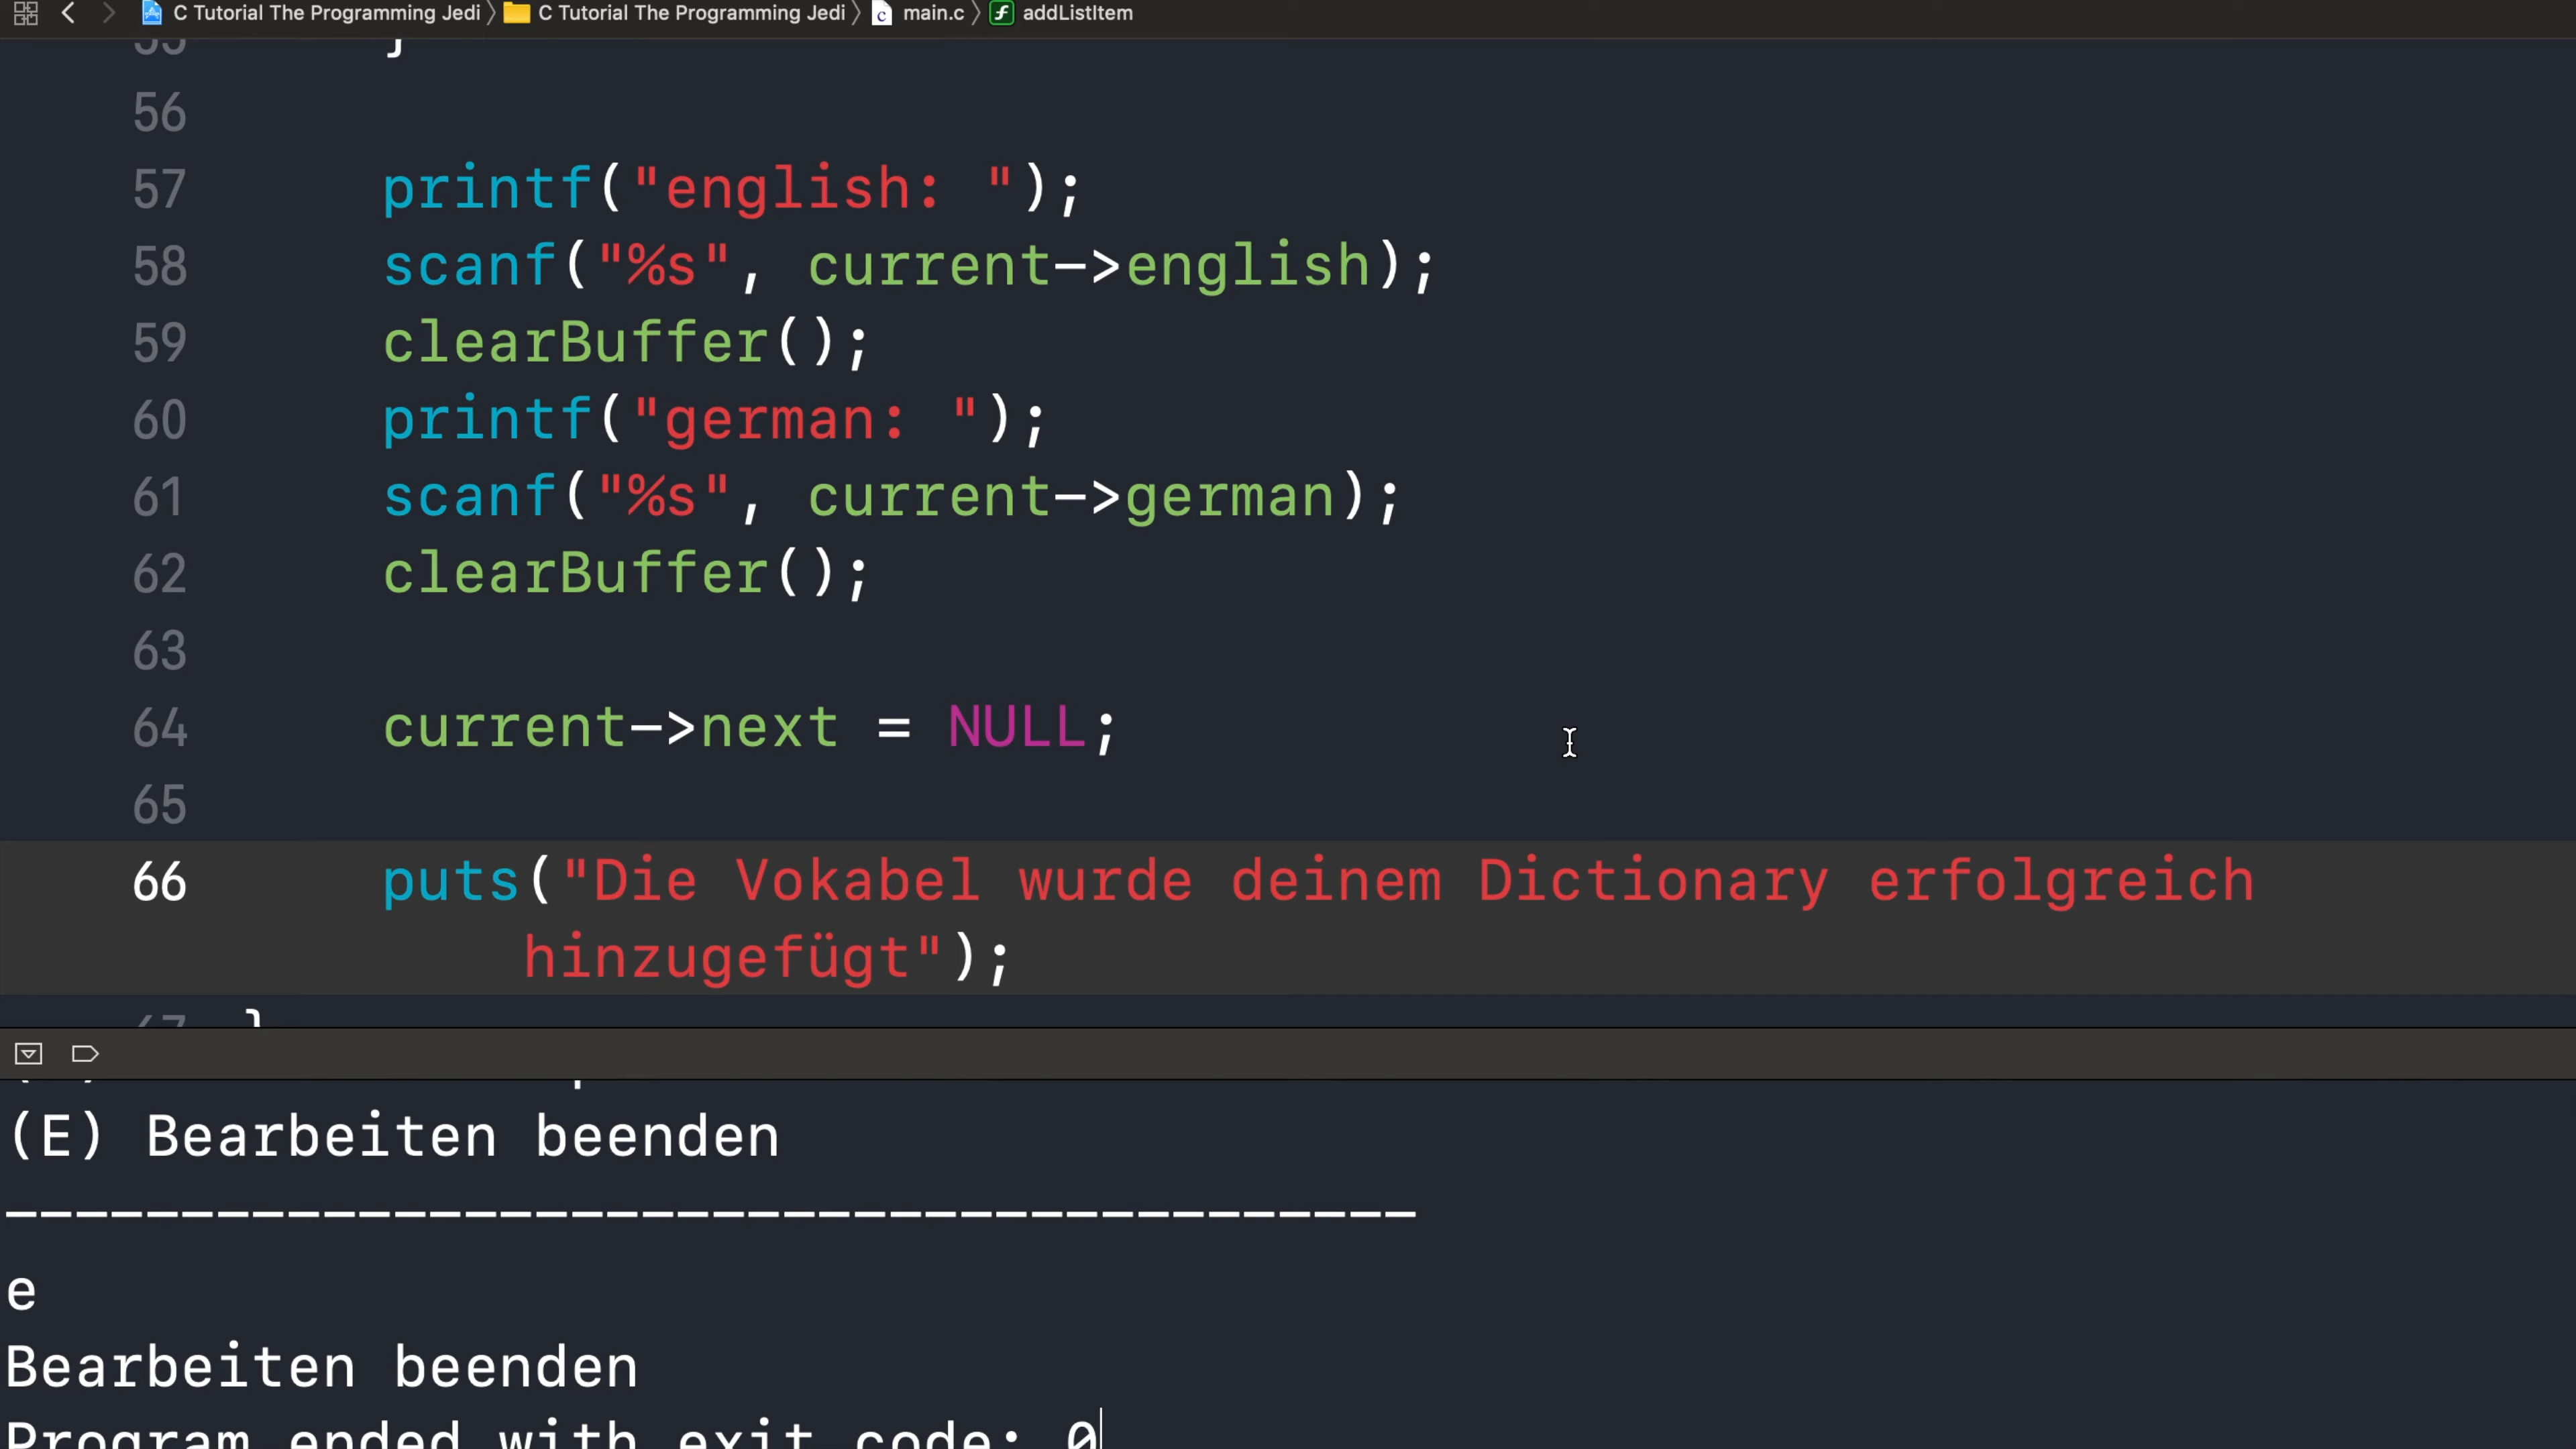 C Tutorial The Programming Jedi C Tutorial The Programming Jedi main.c addListItem
55 }
56
57 printf("english: ");
58 scanf("%s", current->english);
59 clearBuffer();
60 printf("german: ");
61 scanf("%s", current->german);
62 clearBuffer();
63
64 current->next = NULL;
65
66 puts("Die Vokabel wurde deinem Dictionary erfolgreich
hinzugefügt");
67 }
(E) Bearbeiten beenden
----------------------------------------
e
Bearbeiten beenden
Program ended with exit code: 0